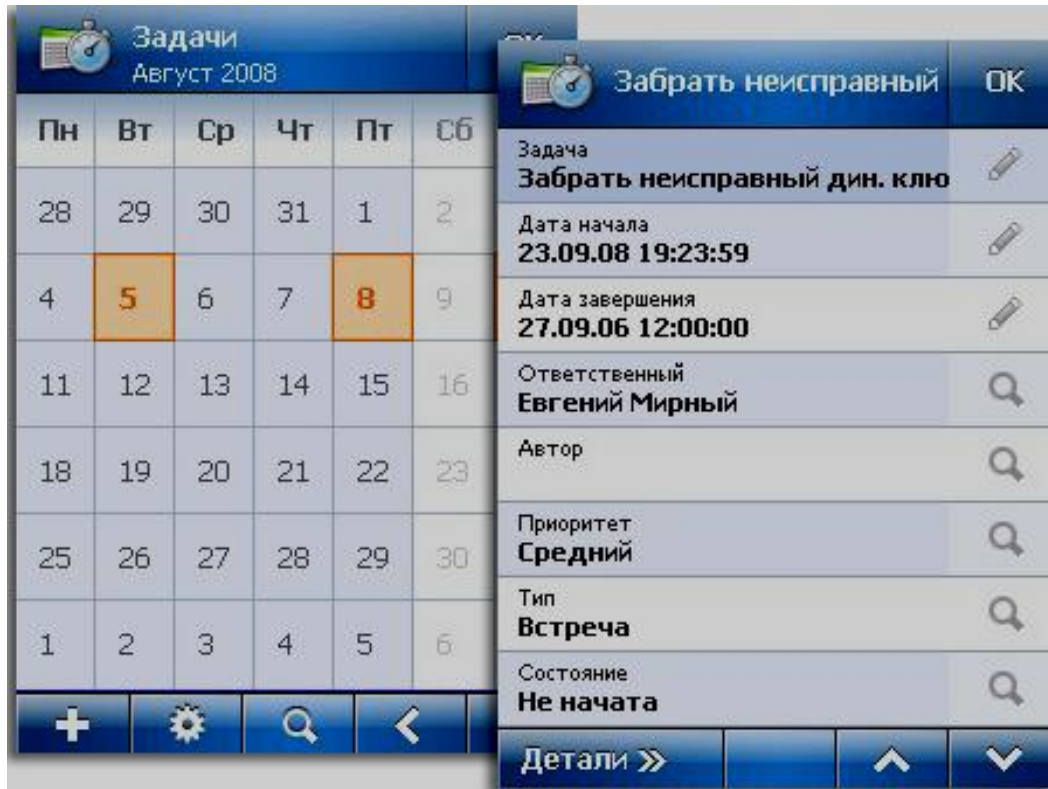 Задачи
Август 2008
Пн Вт Ср Чт Пт Сб
28 29 30 31 1 2
4 5 6 7 8 9
11 12 13 14 15 16
18 19 20 21 22 23
25 26 27 28 29 30
1 2 3 4 5 6
Забрать неисправный OK
Задача
Забрать неисправный дин. клю
Дата начала
23.09.08 19:23:59
Дата завершения
27.09.06 12:00:00
Ответственный
Евгений Мирный
Автор
Приоритет
Средний
Тип
Встреча
Состояние
Не начата
Детали »